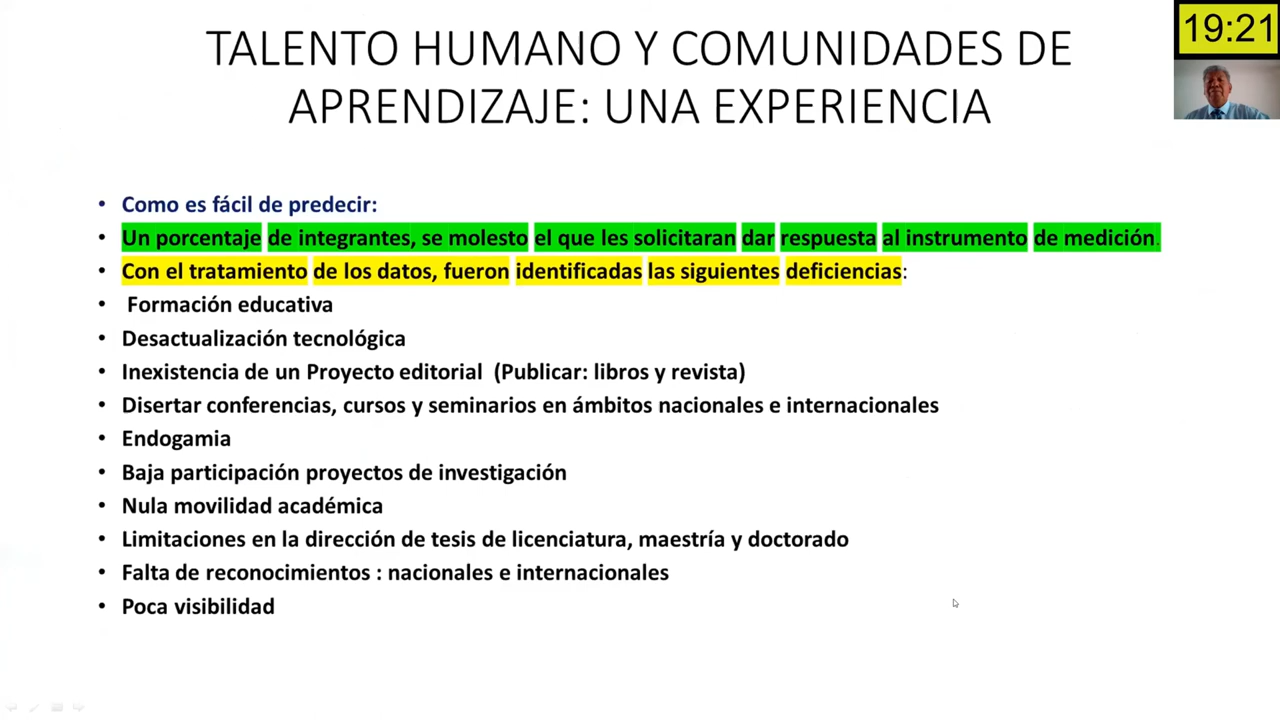 TALENTO HUMANO Y COMUNIDADES DE
APRENDIZAJE: UNA EXPERIENCIA
19:21
• Como es fácil de predecir:
• Un porcentaje de integrantes, se molesto el que les solicitaran dar respuesta al instrumento de medición.
• Con el tratamiento de los datos, fueron identificadas las siguientes deficiencias:
• Formación educativa
• Desactualización tecnológica
• Inexistencia de un Proyecto editorial (Publicar: libros y revista)
• Disertar conferencias, cursos y seminarios en ámbitos nacionales e internacionales
• Endogamia
• Baja participación proyectos de investigación
• Nula movilidad académica
• Limitaciones en la dirección de tesis de licenciatura, maestría y doctorado
• Falta de reconocimientos : nacionales e internacionales
• Poca visibilidad